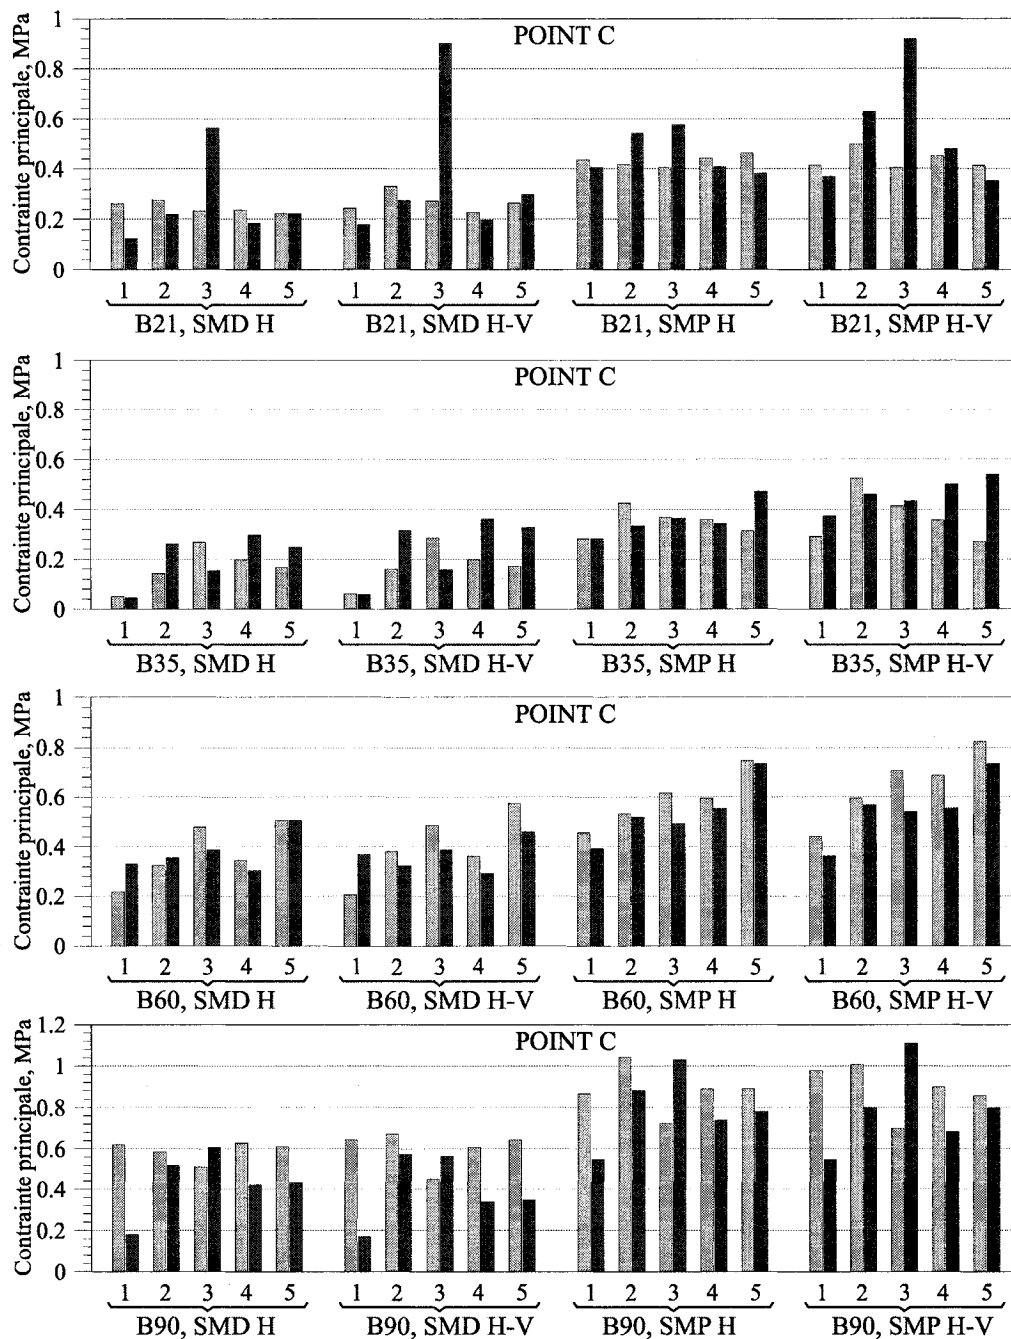 Contrainte principale, MPa
POINT C
1
0.8
0.6
0.4
0.2
0
1 2 3 4 5 1 2 3 4 5 1 2 3 4 5 1 2 3 4 5
B21, SMD H B21, SMD H-V B21, SMP H B21, SMP H-V
Contrainte principale, MPa
POINT C
1
0.8
0.6
0.4
0.2
0
1 2 3 4 5 1 2 3 4 5 1 2 3 4 5 1 2 3 4 5
B35, SMD H B35, SMD H-V B35, SMP H B35, SMP H-V
Contrainte principale, MPa
POINT C
1
0.8
0.6
0.4
0.2
0
1 2 3 4 5 1 2 3 4 5 1 2 3 4 5 1 2 3 4 5
B60, SMD H B60, SMD H-V B60, SMP H B60, SMP H-V
Contrainte principale, MPa
POINT C
1.2
1
0.8
0.6
0.4
0.2
0
1 2 3 4 5 1 2 3 4 5 1 2 3 4 5 1 2 3 4 5
B90, SMD H B90, SMD H-V B90, SMP H B90, SMP H-V